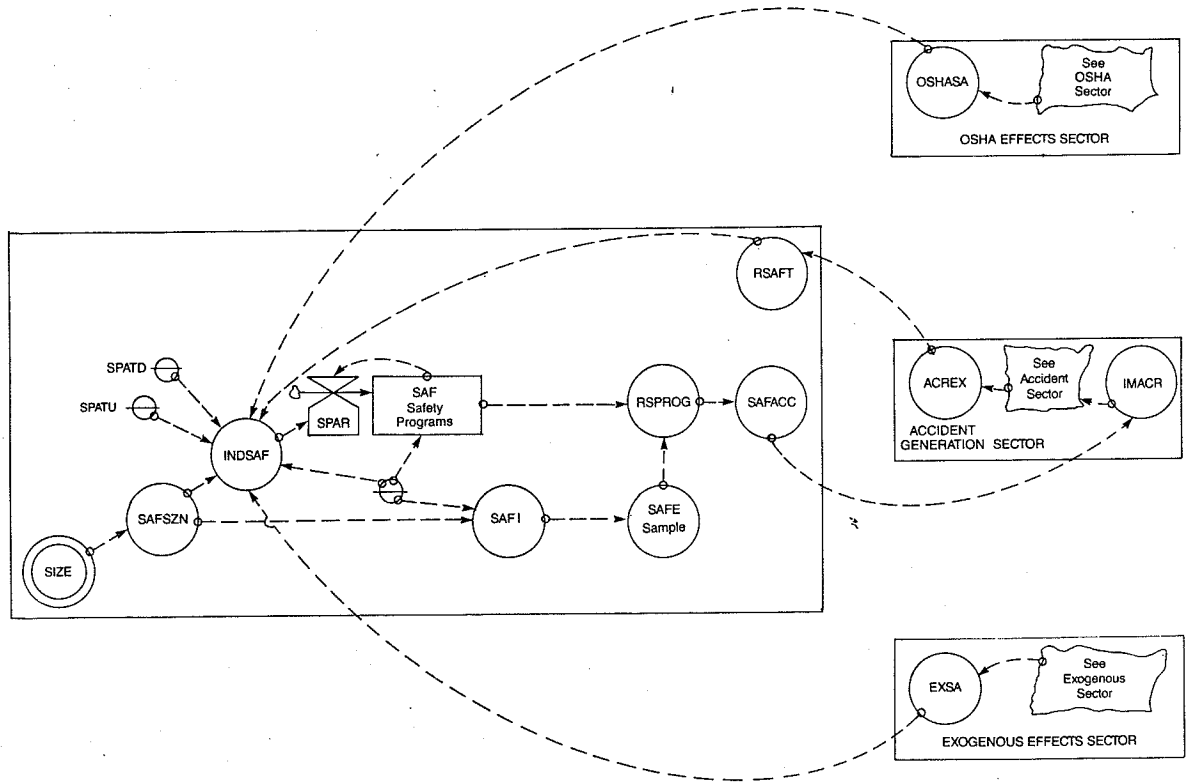 OSHASA
See
OSHA
Sector
OSHA EFFECTS SECTOR
RSAFT
SPATD
SPATU
INDSAF
SPAR
SAF
Safety
Programs
RSPROG
SAFACC
ACREX
See
Accident
Sector
IMACR
ACCIDENT
GENERATION SECTOR
SAFSZN
SAFI
SAFE
Sample
SIZE
EXSA
See
Exogenous
Sector
EXOGENOUS EFFECTS SECTOR